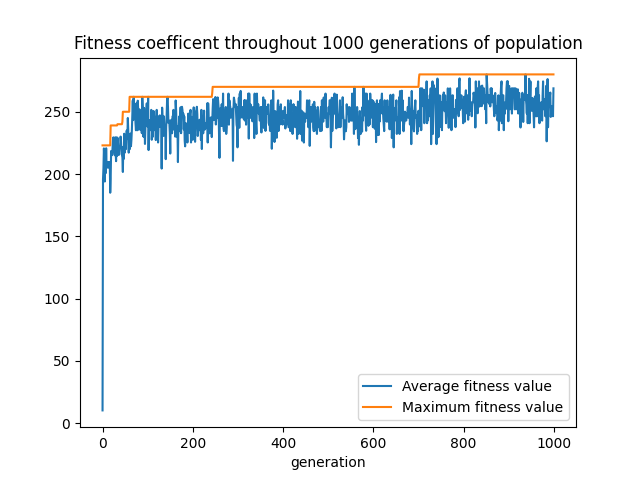 Fitness coefficent throughout 1000 generations of population
250
200
150
100
50
0
0 200 400 600 800 1000
generation
Average fitness value
Maximum fitness value